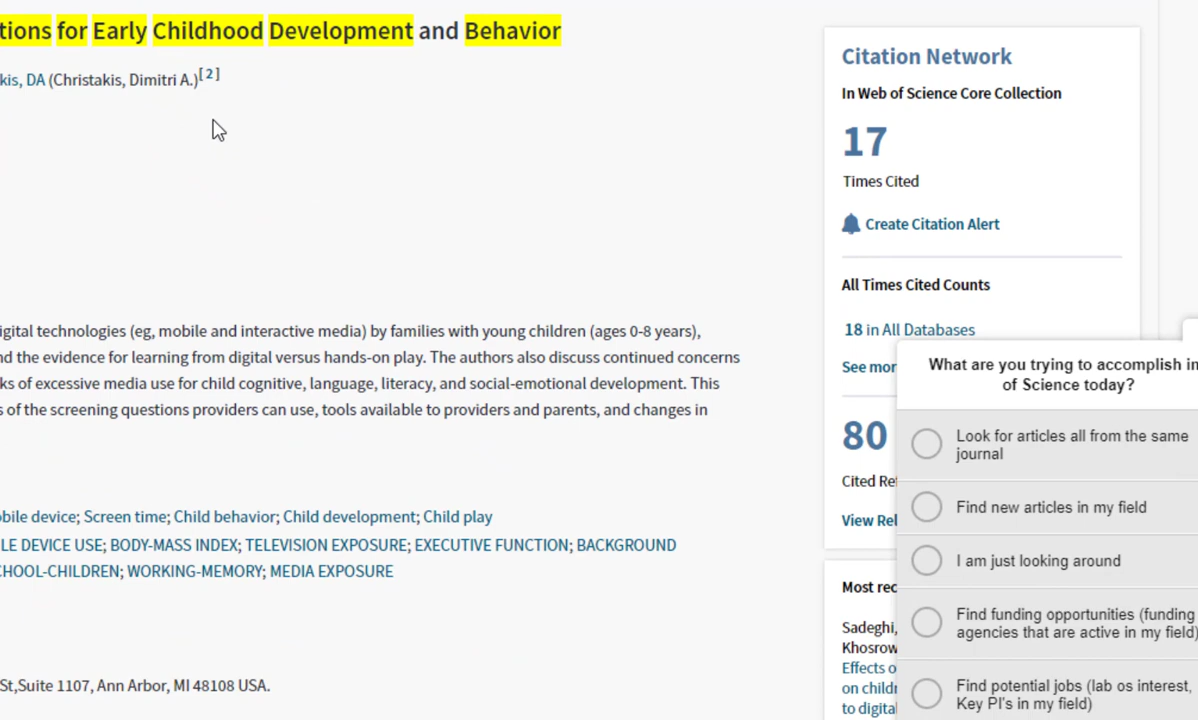 tions for Early Childhood Development and Behavior
kis, DA (Christakis, Dimitri A.)[2]
igital technologies (eg, mobile and interactive media) by families with young children (ages 0-8 years),
nd the evidence for learning from digital versus hands-on play. The authors also discuss continued concerns
ks of excessive media use for child cognitive, language, literacy, and social-emotional development. This
s of the screening questions providers can use, tools available to providers and parents, and changes in
obile device; Screen time; Child behavior; Child development; Child play
LE DEVICE USE; BODY-MASS INDEX; TELEVISION EXPOSURE; EXECUTIVE FUNCTION; BACKGROUND
CHOOL-CHILDREN; WORKING-MEMORY; MEDIA EXPOSURE
St,Suite 1107, Ann Arbor, MI 48108 USA.
Citation Network
In Web of Science Core Collection
17
Times Cited
Create Citation Alert
All Times Cited Counts
18 in All Databases
See mor
80
Cited Ref
View Rel
Most rec
Sadeghi,
Khosrow
Effects o
on childr
to digita
What are you trying to accomplish in
of Science today?
Look for articles all from the same
journal
Find new articles in my field
I am just looking around
Find funding opportunities (funding
agencies that are active in my field)
Find potential jobs (lab os interest,
Key PI's in my field)